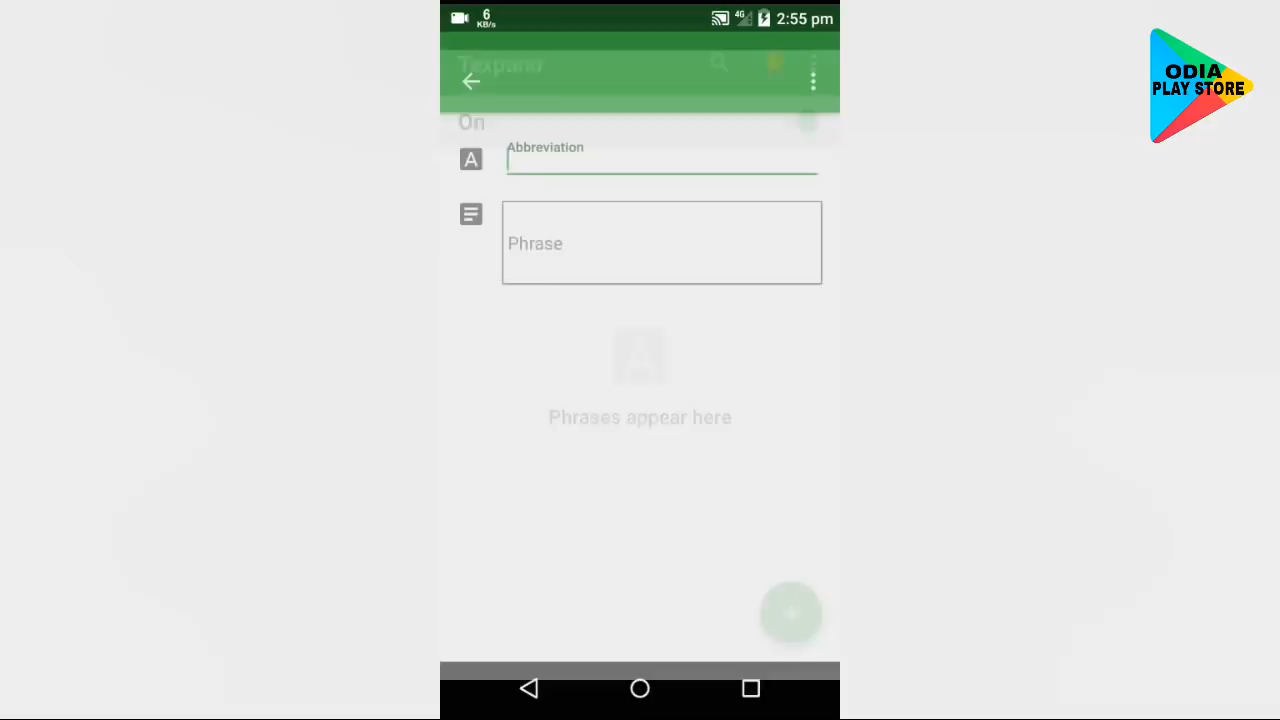 6
KB/s
4G
2:55 pm
Texpand
On
Abbreviation
A
Phrase
Phrases appear here
ODIA
PLAY STORE